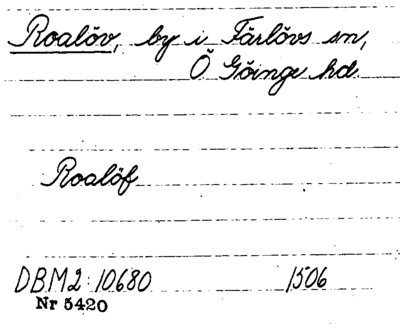 Roalöv, by i Färlövs sn,
Ö Göinge hd.
Roalöf
DBM2: 10680 1506
Nr 5420